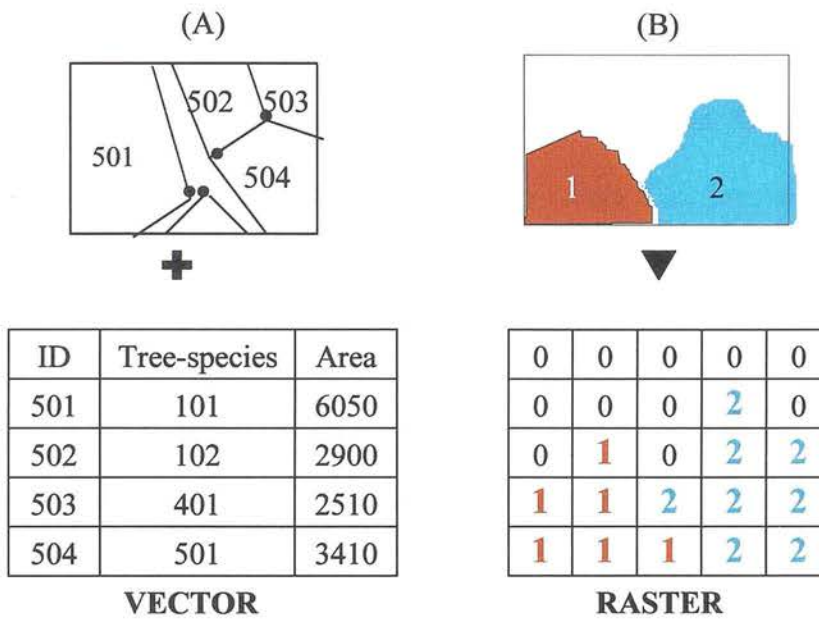 (A)
502
503
501
504
ID Tree-species Area
501 101 6050
502 102 2900
503 401 2510
504 501 3410
VECTOR
(B)
1
2
0 0 0 0 0
0 0 0 2 0
0 1 0 2 2
1 1 2 2 2
1 1 1 2 2
RASTER